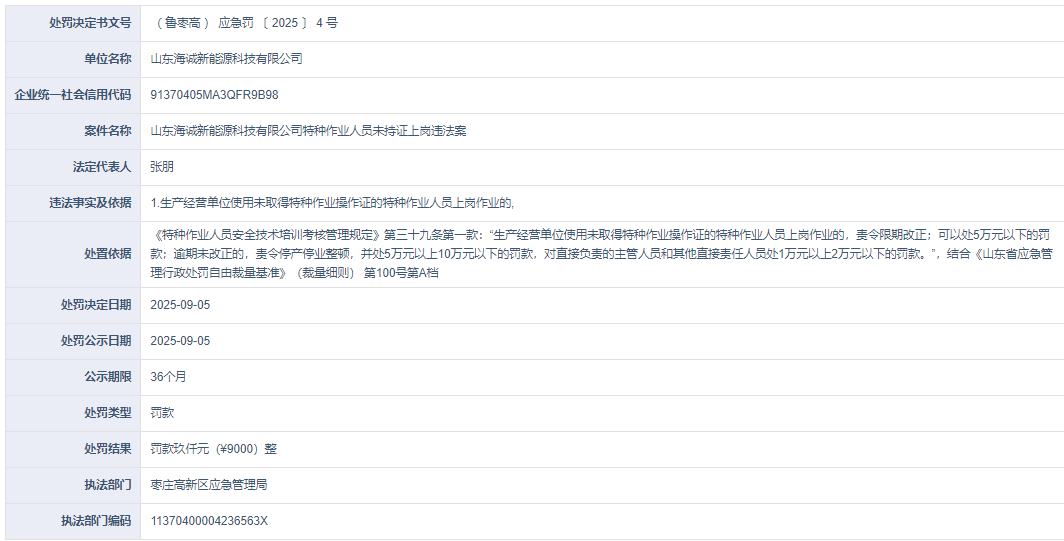 处罚决定书文号 （鲁枣高） 应急罚 〔 2025 〕 4 号
单位名称 山东海诚新能源科技有限公司
企业统一社会信用代码 91370405MA3QFR9B98
案件名称 山东海诚新能源科技有限公司特种作业人员未持证上岗违法案
法定代表人 张朋
违法事实及依据 1.生产经营单位使用未取得特种作业操作证的特种作业人员上岗作业的,
《特种作业人员安全技术培训考核管理规定》第三十九条第一款：“生产经营单位使用未取得特种作业操作证的特种作业人员上岗作业的，责令限期改正；可以处5万元以下的罚
处置依据 款；逾期未改正的，责令停产停业整顿，并处5万元以上10万元以下的罚款，对直接负责的主管人员和其他直接责任人员处1万元以上2万元以下的罚款。”，结合《山东省应急管
理行政处罚自由裁量基准》（裁量细则） 第100号第A档
处罚决定日期 2025-09-05
处罚公示日期 2025-09-05
公示期限 36个月
处罚类型 罚款
处罚结果 罚款玖仟元（¥9000）整
执法部门 枣庄高新区应急管理局
执法部门编码 11370400004236563X